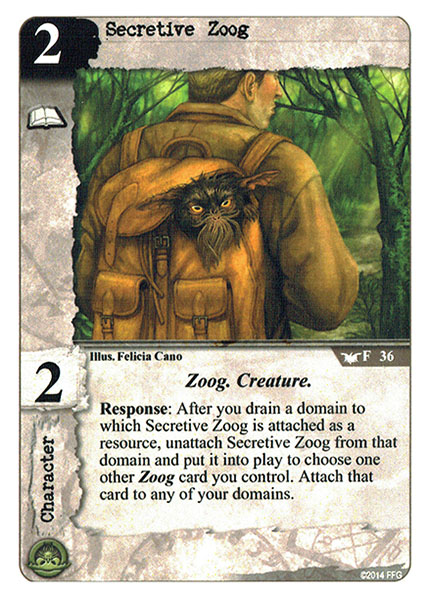 2
Secretive Zoog
Illus. Felicia Cano
F 36
2
Character
Zoog. Creature.
Response: After you drain a domain to
which Secretive Zoog is attached as a
resource, unattach Secretive Zoog from that
domain and put it into play to choose one
other Zoog card you control. Attach that
card to any of your domains.
©2014 FFG